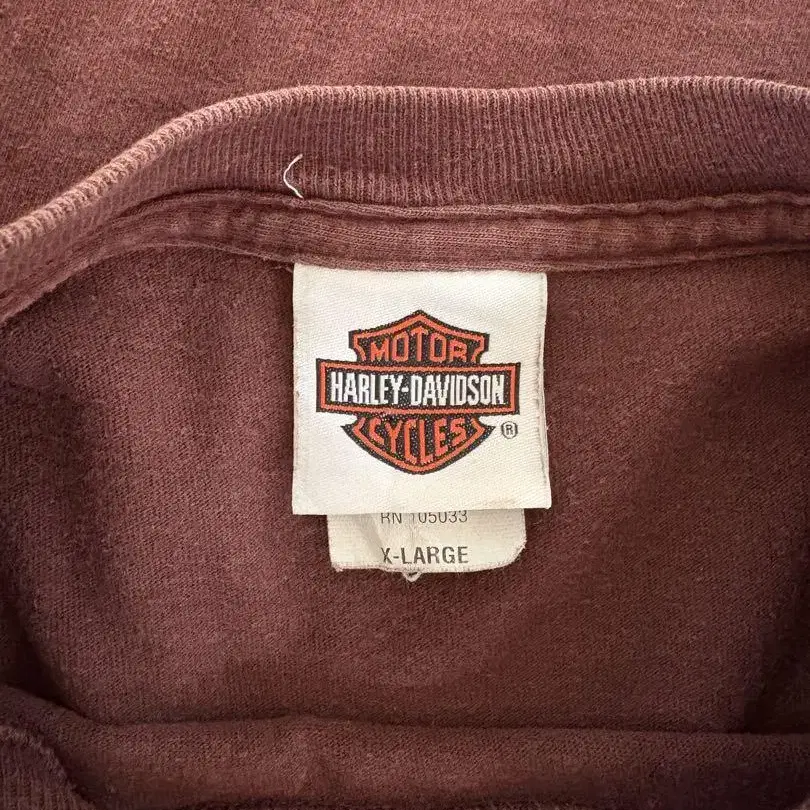 MOTOR
HARLEY-DAVIDSON
CYCLES
®
RN 105033
X-LARGE